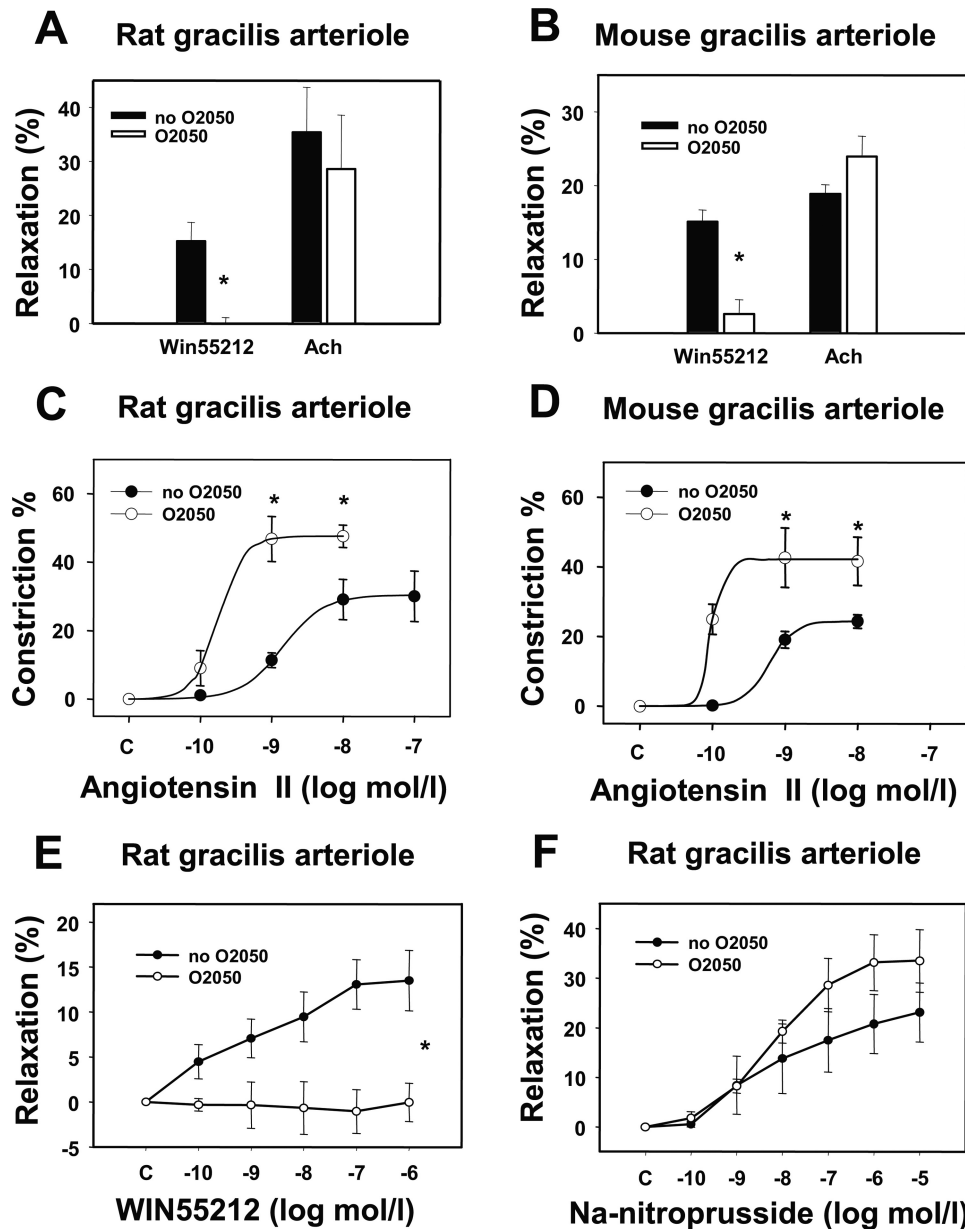 A Rat gracilis arteriole
Relaxation (%)
40
30
20
10
0
no O2050
O2050
*
Win55212 Ach
B Mouse gracilis arteriole
Relaxation (%)
30
20
10
0
no O2050
O2050
*
Win55212 Ach
C Rat gracilis arteriole
Constriction %
60
40
20
0
no O2050
O2050
* *
C -10 -9 -8 -7
Angiotensin II (log mol/l)
D Mouse gracilis arteriole
Constriction %
60
40
20
0
no O2050
O2050
* *
C -10 -9 -8 -7
Angiotensin II (log mol/l)
E Rat gracilis arteriole
Relaxation (%)
20
15
10
5
0
-5
no O2050
O2050
*
C -10 -9 -8 -7 -6
WIN55212 (log mol/l)
F Rat gracilis arteriole
Relaxation (%)
40
30
20
10
0
no O2050
O2050
C -10 -9 -8 -7 -6 -5
Na-nitroprusside (log mol/l)